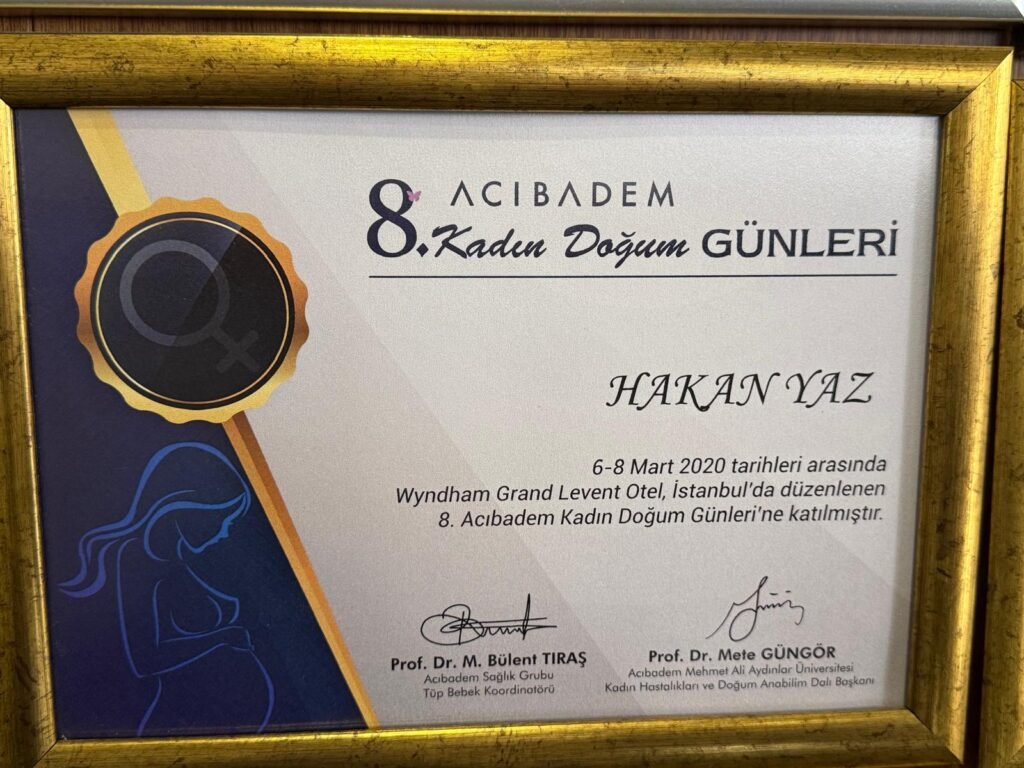 ACIBADEM
8. Kadın Doğum GÜNLERİ
HAKAN YAZ
6-8 Mart 2020 tarihleri arasında
Wyndham Grand Levent Otel, İstanbul'da düzenlenen
8. Acıbadem Kadın Doğum Günleri'ne katılmıştır.
Prof. Dr. M. Bülent TIRAŞ
Acıbadem Sağlık Grubu
Tüp Bebek Koordinatörü
Prof. Dr. Mete GÜNGÖR
Acıbadem Mehmet Ali Aydınlar Üniversitesi
Kadın Hastalıkları ve Doğum Anabilim Dalı Başkanı